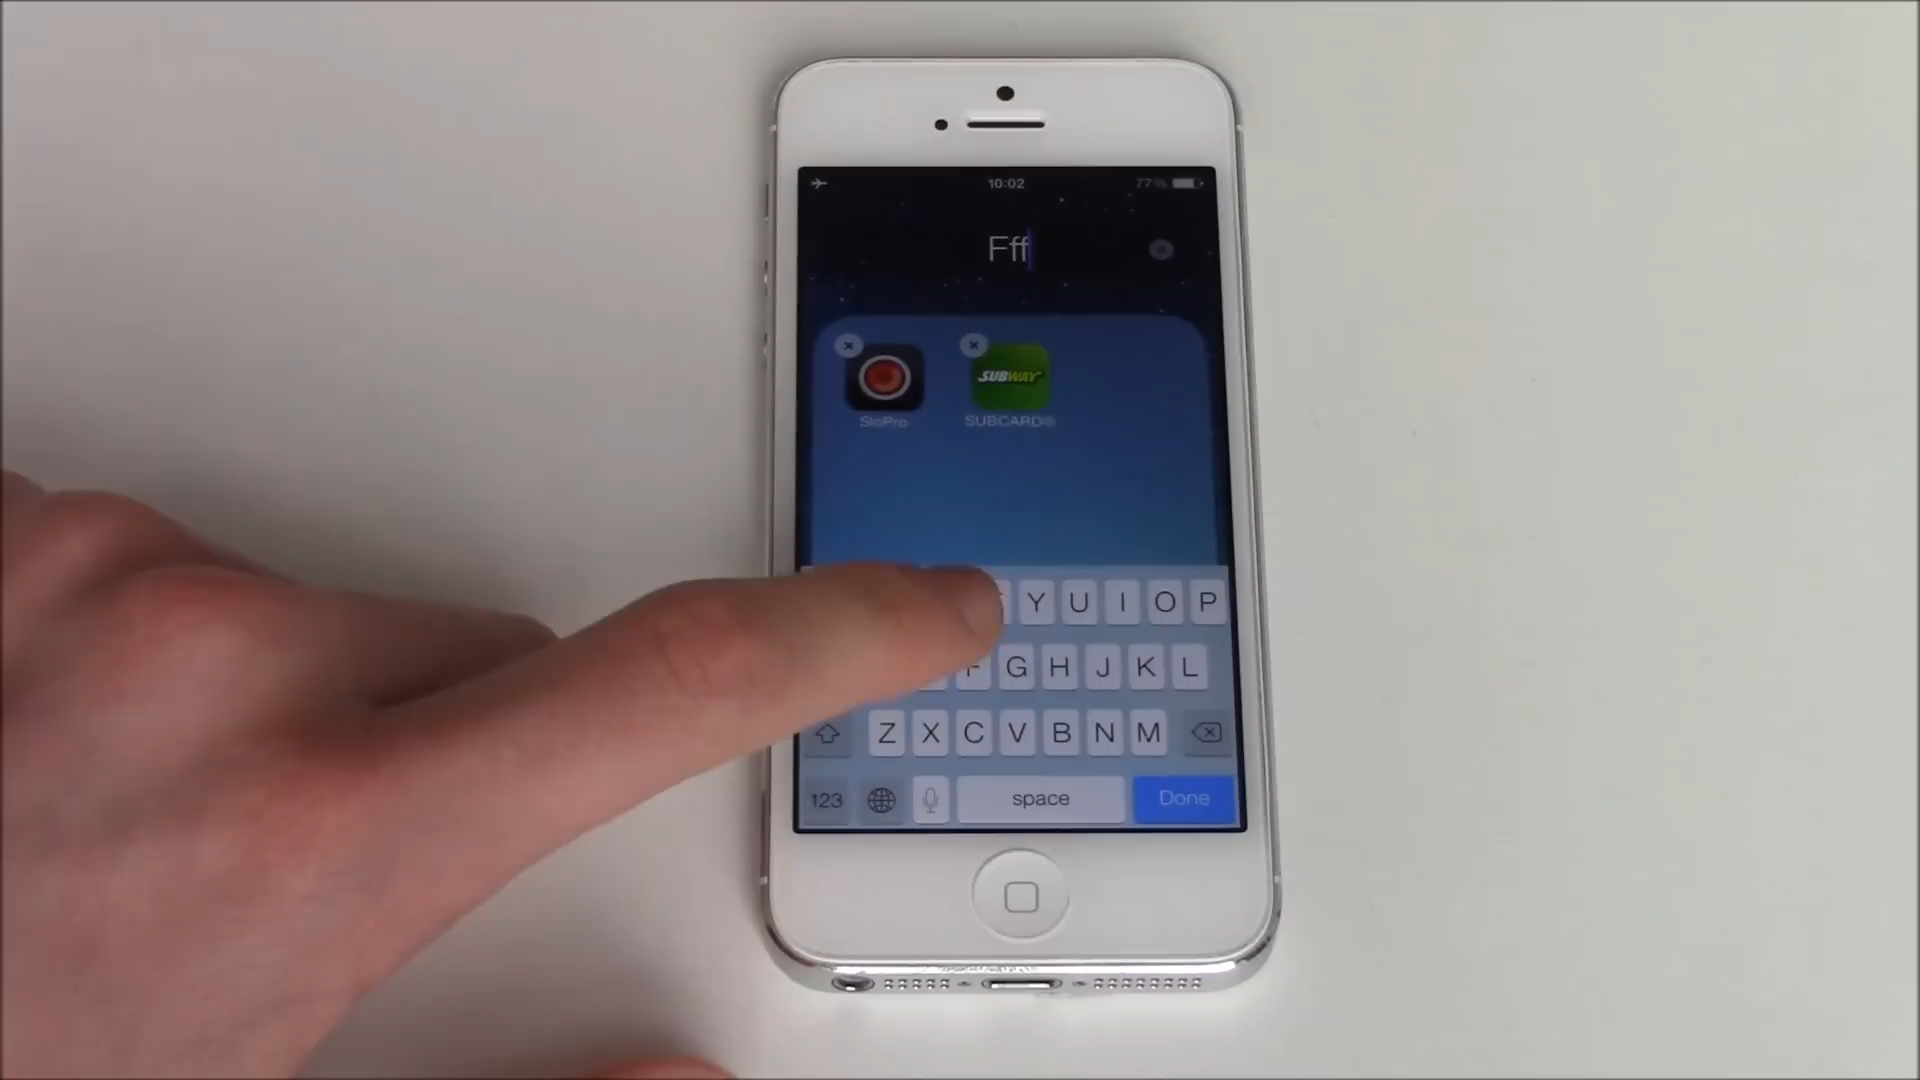 10:02 77%
Fff
SUBWAY
SloPro SUBCARD®
Y U I O P
F G H J K L
Z X C V B N M
123 space Done